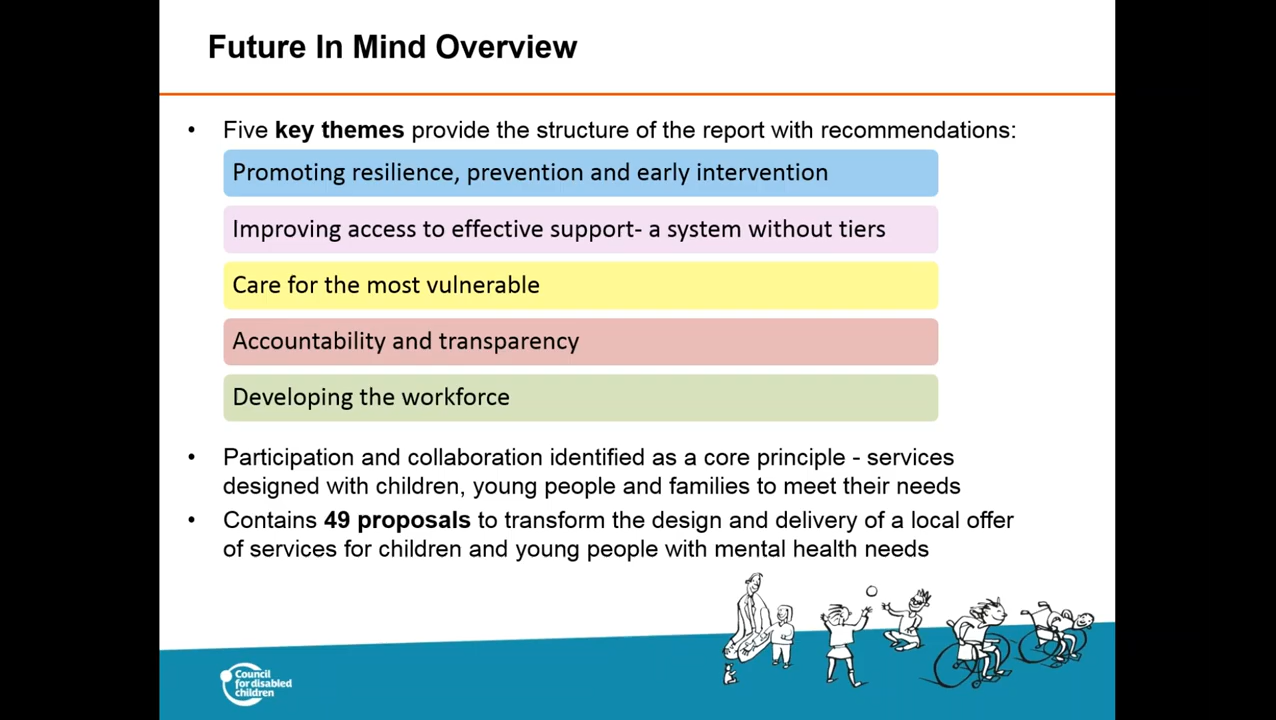 Future In Mind Overview
• Five key themes provide the structure of the report with recommendations:
Promoting resilience, prevention and early intervention
Improving access to effective support- a system without tiers
Care for the most vulnerable
Accountability and transparency
Developing the workforce
• Participation and collaboration identified as a core principle - services
designed with children, young people and families to meet their needs
• Contains 49 proposals to transform the design and delivery of a local offer
of services for children and young people with mental health needs
Council
for disabled
children